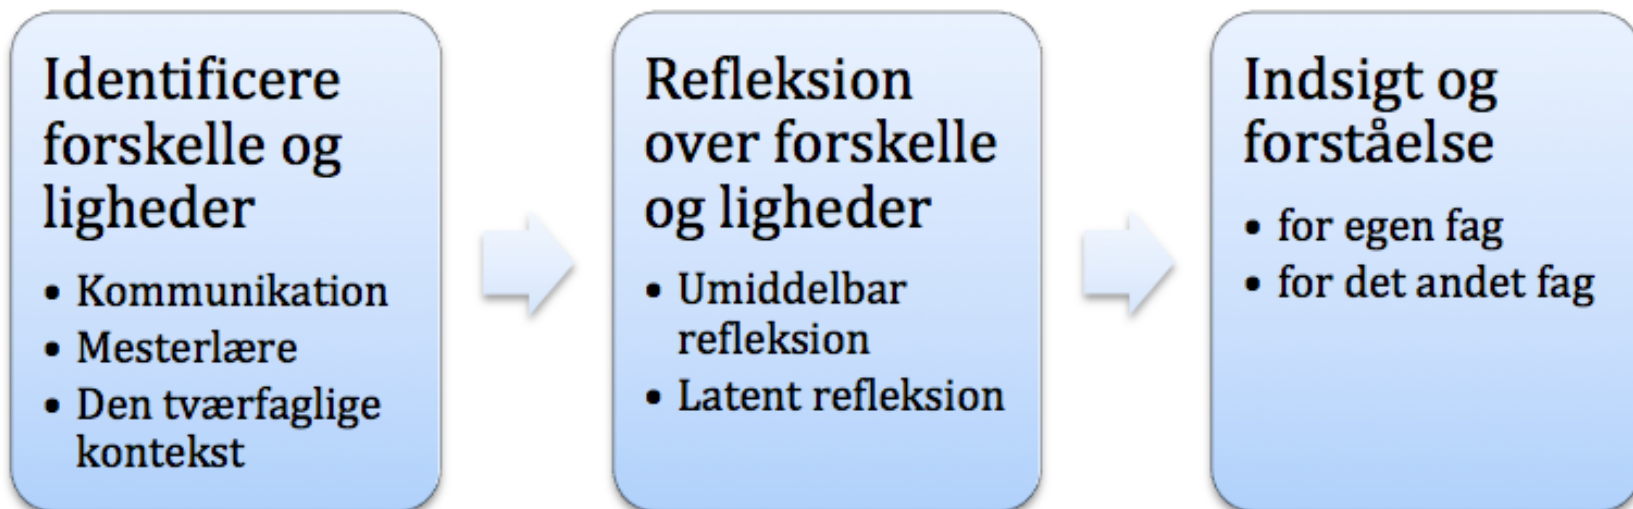 Identificere
forskelle og
ligheder
• Kommunikation
• Mesterlære
• Den tværfaglige
kontekst
Refleksion
over forskelle
og ligheder
• Umiddelbar
refleksion
• Latent refleksion
Indsigt og
forståelse
• for egen fag
• for det andet fag